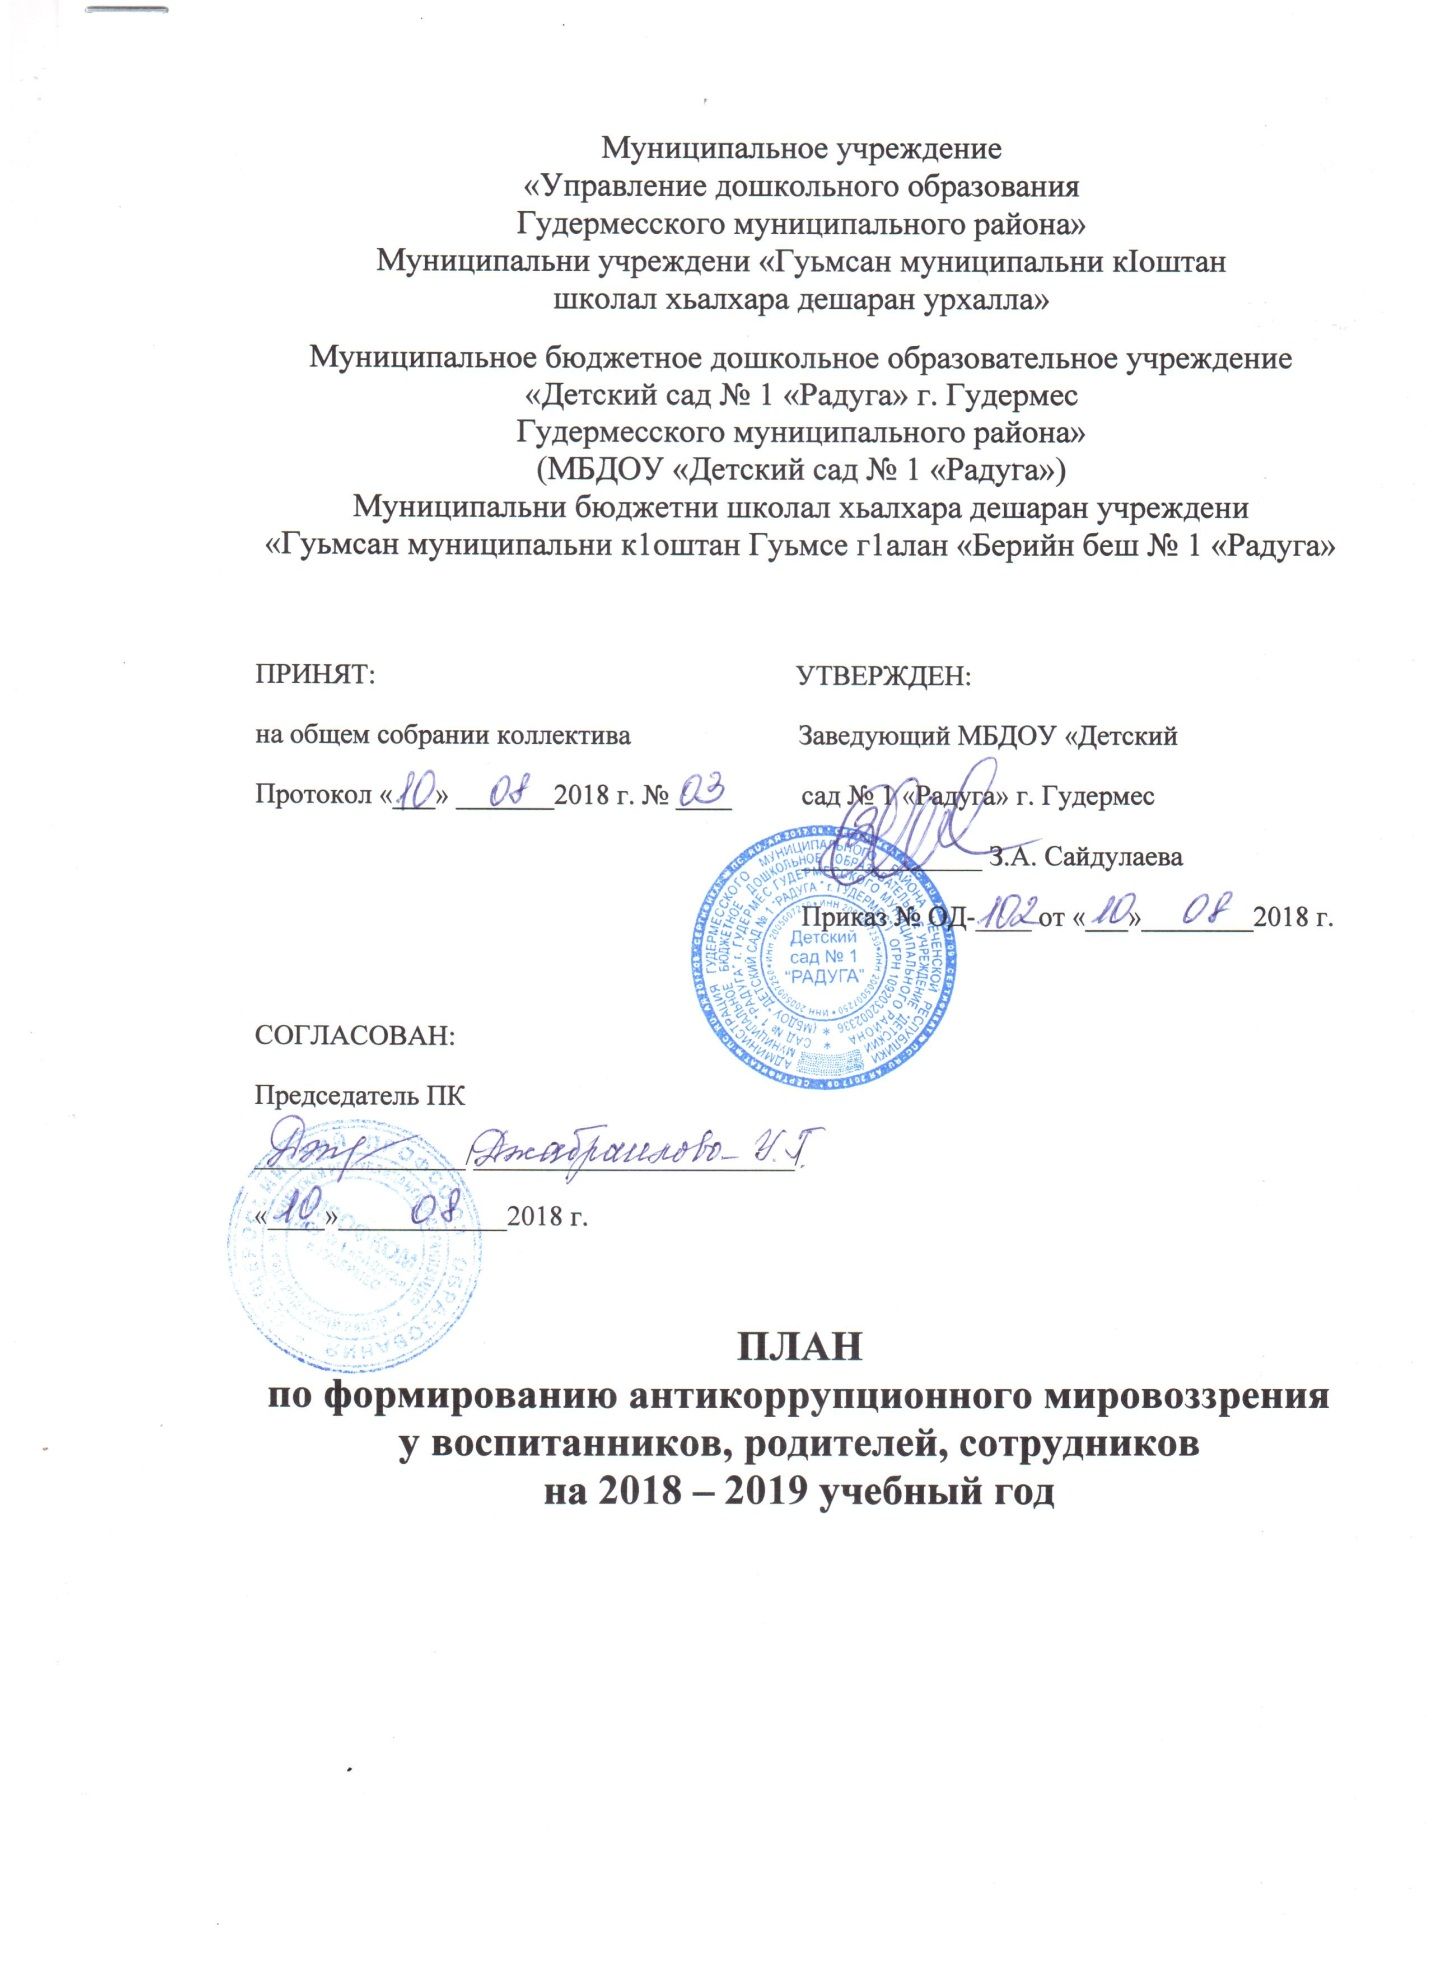 Муниципальное учреждение
«Управление дошкольного образования
Гудермесского муниципального района»
Муниципальни учреждени «Гуьмсан муниципальни кIоштан
школал хьалхара дешаран урхалла»
Муниципальное бюджетное дошкольное образовательное учреждение
«Детский сад № 1 «Радуга» г. Гудермес
Гудермесского муниципального района»
(МБДОУ «Детский сад № 1 «Радуга»)
Муниципальни бюджетни школал хьалхара дешаран учреждени
«Гуьмсан муниципальни к1оштан Гуьмсе г1алан «Берийн беш № 1 «Радуга»
ПРИНЯТ:
на общем собрании коллектива
Протокол «10» 08 2018 г. № 03
УТВЕРЖДЕН:
Заведующий МБДОУ «Детский
сад № 1 «Радуга» г. Гудермес
З.А. Сайдулаева
Приказ № ОД-102 от «10» 08 2018 г.
Детский
сад № 1
"РАДУГА"
СОГЛАСОВАН:
Председатель ПК
/Джабраилова У.Г.
«10» 08 2018 г.
ПЛАН
по формированию антикоррупционного мировоззрения
у воспитанников, родителей, сотрудников
на 2018 – 2019 учебный год